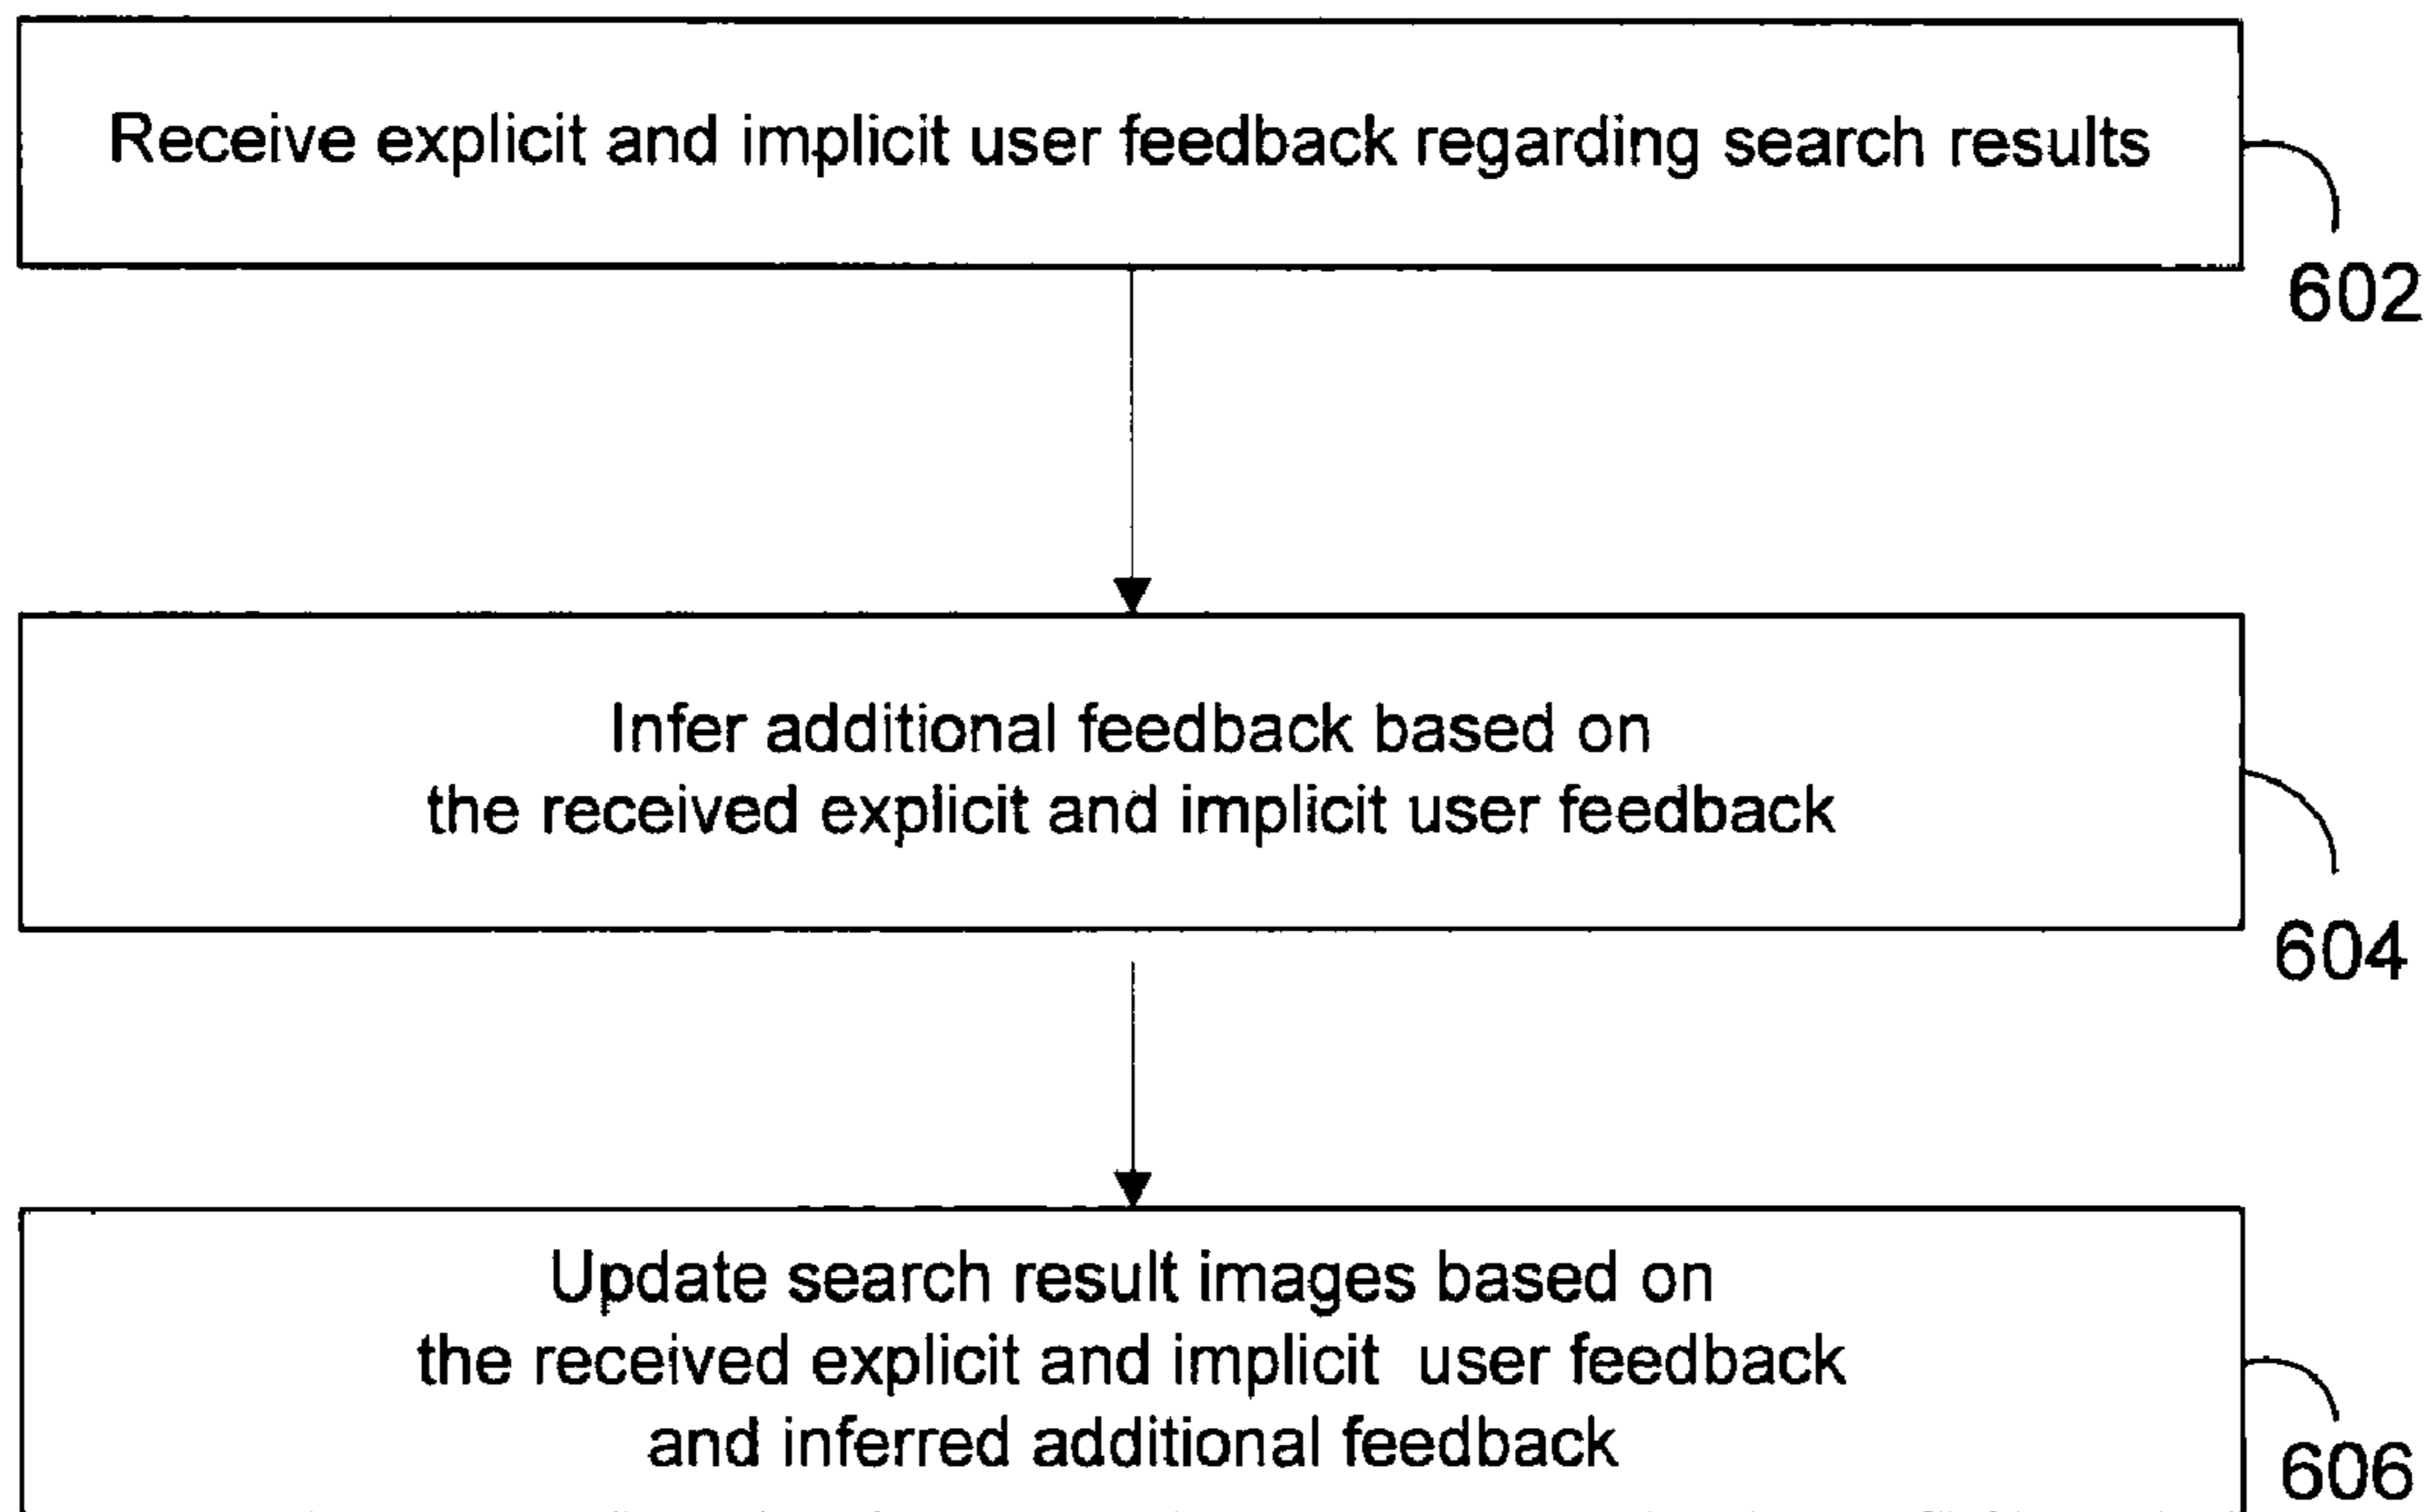 Receive explicit and implicit user feedback regarding search results
602
Infer additional feedback based on
the received explicit and implicit user feedback
604
Update search result images based on
the received explicit and implicit user feedback
and inferred additional feedback
606